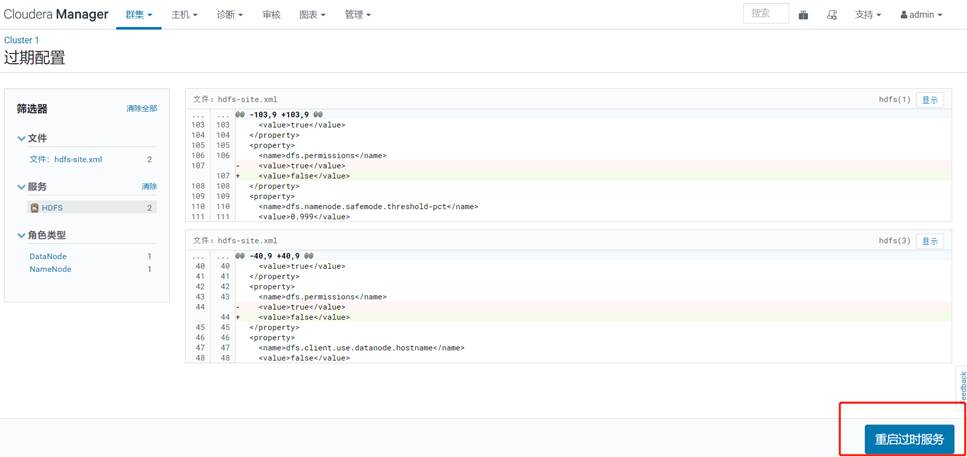 Cloudera Manager 群集 主机 诊断 审核 图表 管理 搜索 支持 admin
Cluster 1
过期配置
筛选器 清除全部
文件
文件: hdfs-site.xml 2
服务 清除
HDFS 2
角色类型
DataNode 1
NameNode 1
文件: hdfs-site.xml hdfs(1) 显示
... ... @@ -103,9 +103,9 @@
103 103 <value>true</value>
104 104 </property>
105 105 <property>
106 106 <name>dfs.permissions</name>
107 - <value>true</value>
107 + <value>false</value>
108 108 </property>
109 109 <property>
110 110 <name>dfs.namenode.safemode.threshold-pct</name>
111 111 <value>0.999</value>
文件: hdfs-site.xml hdfs(3) 显示
... ... @@ -40,9 +40,9 @@
40 40 <value>true</value>
41 41 </property>
42 42 <property>
43 43 <name>dfs.permissions</name>
44 - <value>true</value>
44 + <value>false</value>
45 45 </property>
46 46 <property>
47 47 <name>dfs.client.use.datanode.hostname</name>
48 48 <value>false</value>
Feedback
重启过时服务